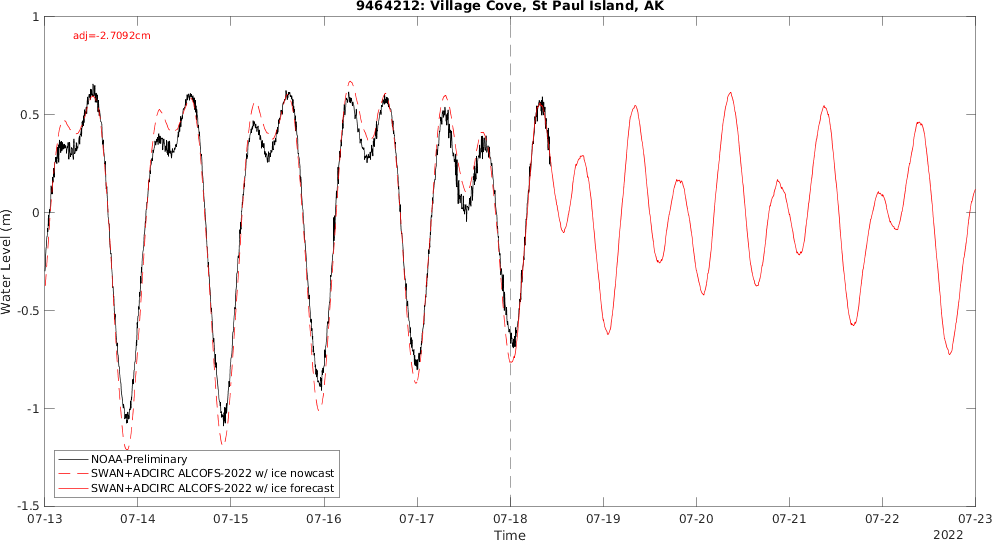 9464212: Village Cove, St Paul Island, AK
adj=-2.7092cm
Water Level (m)
1
0.5
0
-0.5
-1
-1.5
NOAA-Preliminary
SWAN+ADCIRC ALCOFS-2022 w/ ice nowcast
SWAN+ADCIRC ALCOFS-2022 w/ ice forecast
07-13 07-14 07-15 07-16 07-17 07-18 07-19 07-20 07-21 07-22 07-23
Time
2022